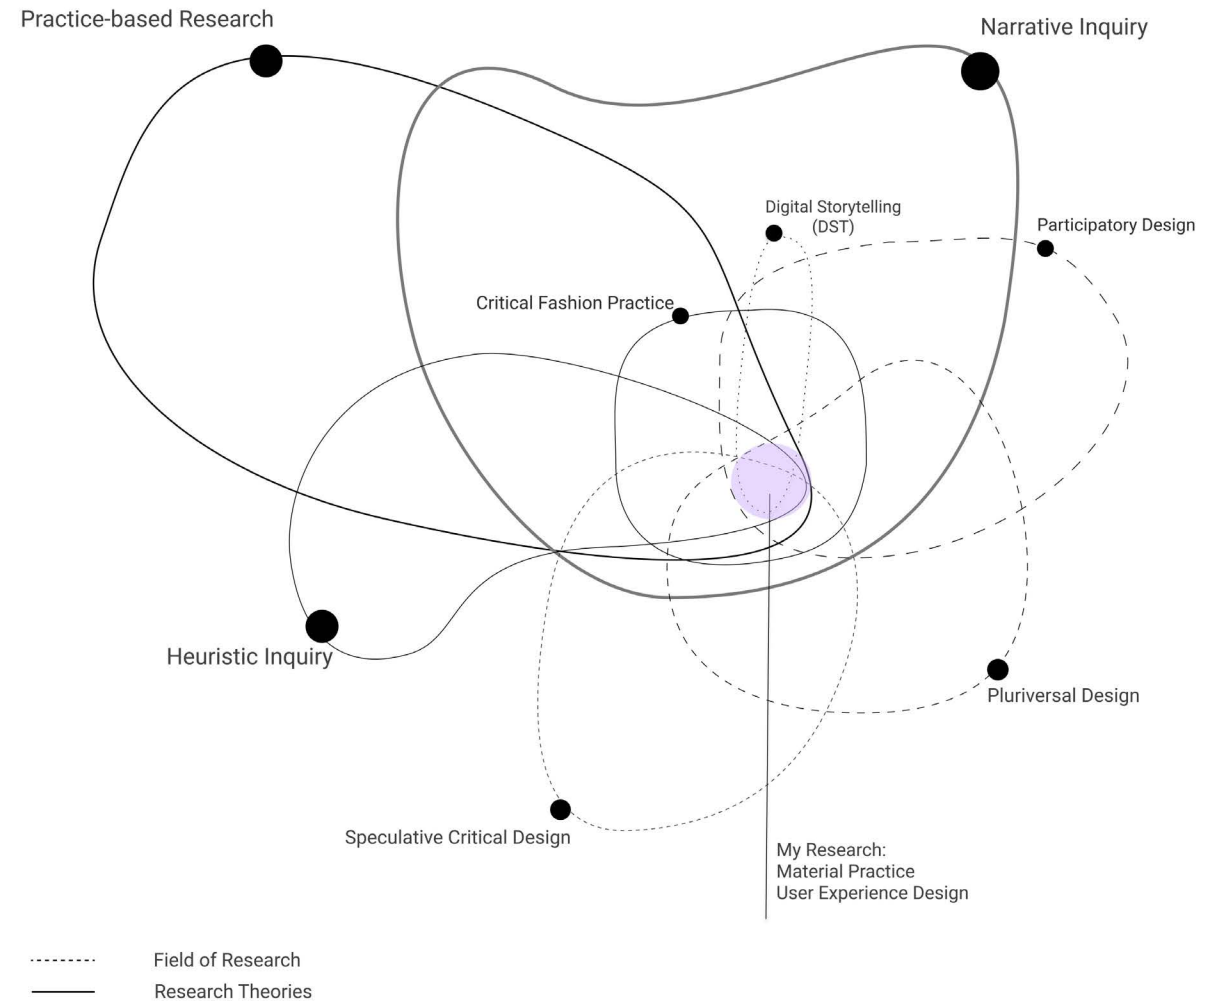 Practice-based Research
Narrative Inquiry
Digital Storytelling
(DST)
Participatory Design
Critical Fashion Practice
Heuristic Inquiry
Pluriversal Design
Speculative Critical Design
My Research:
Material Practice
User Experience Design
Field of Research
Research Theories